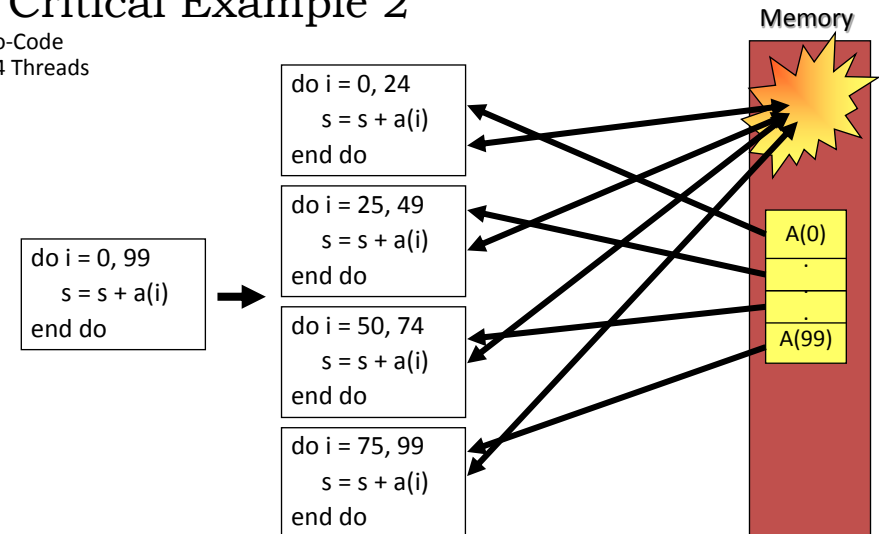 Critical Example 2
o-Code
4 Threads
Memory
do i = 0, 99
s = s + a(i)
end do
do i = 0, 24
s = s + a(i)
end do
do i = 25, 49
s = s + a(i)
end do
do i = 50, 74
s = s + a(i)
end do
do i = 75, 99
s = s + a(i)
end do
A(0)
.
.
.
A(99)